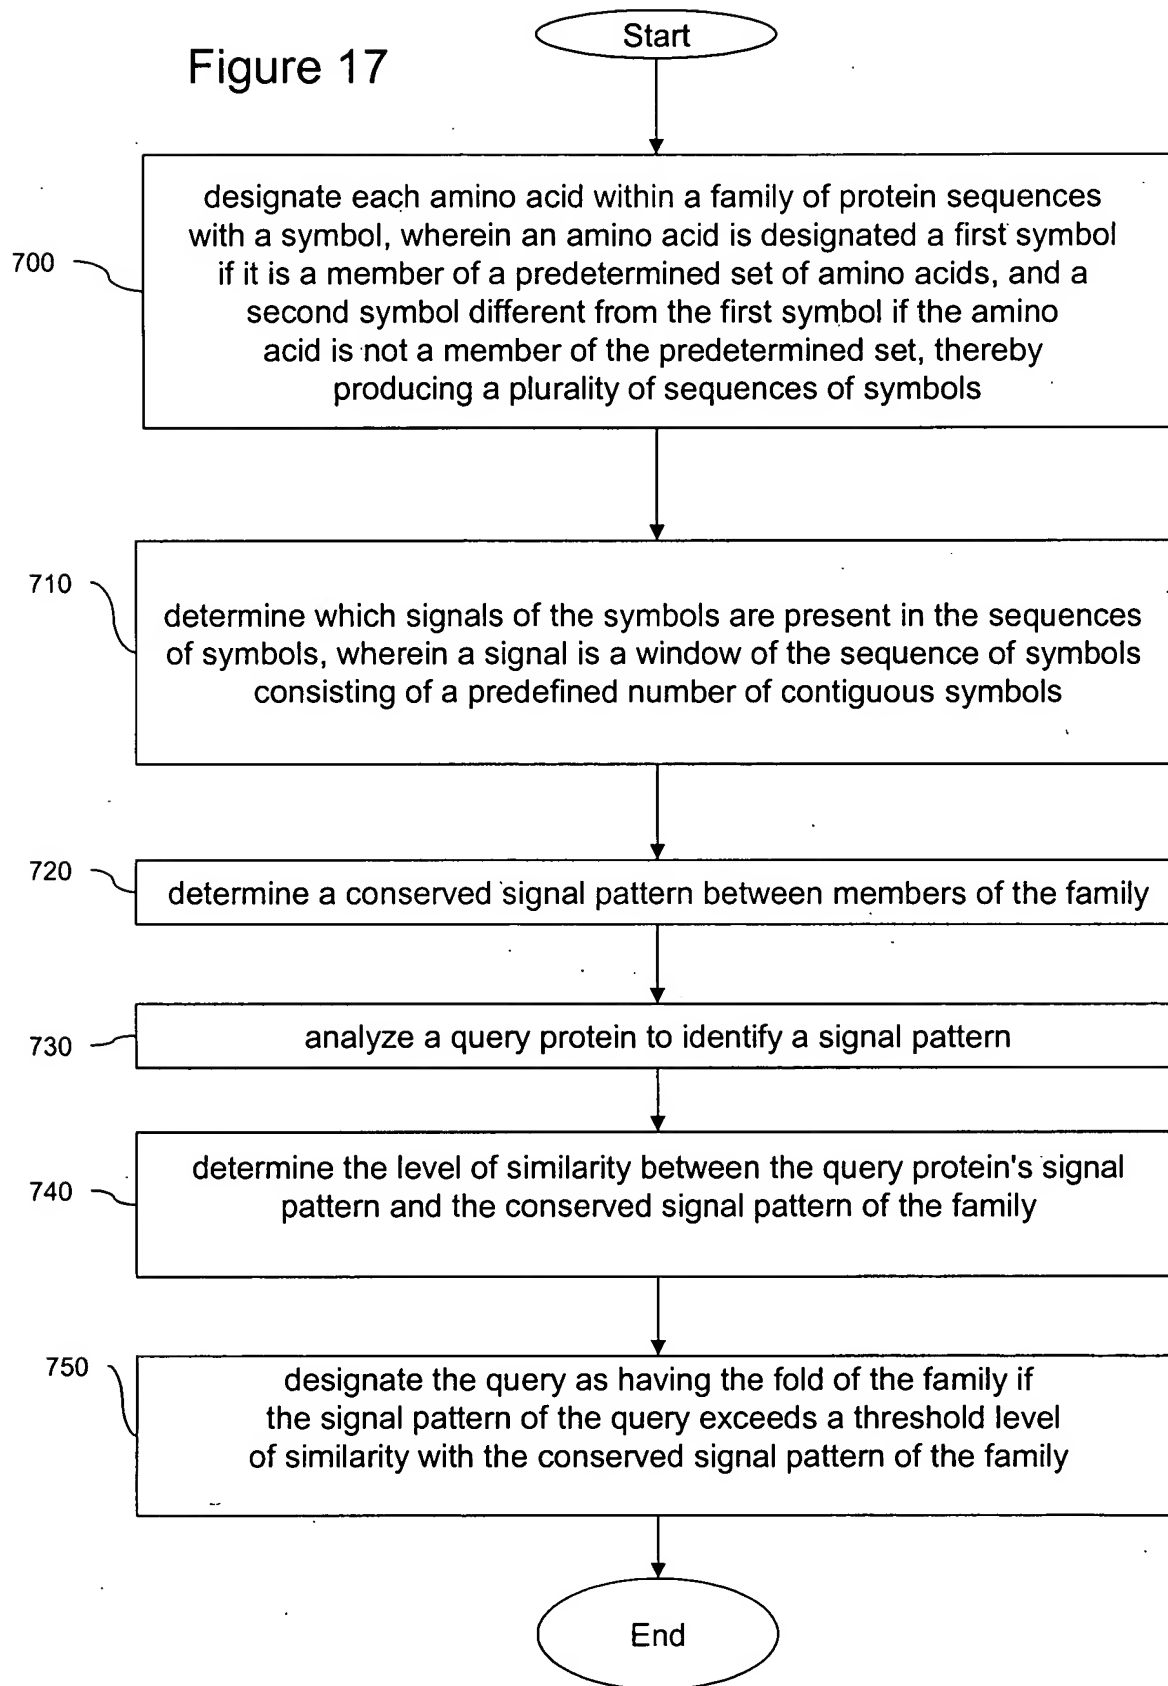 Start
Figure 17
700
designate each amino acid within a family of protein sequences
with a symbol, wherein an amino acid is designated a first symbol
if it is a member of a predetermined set of amino acids, and a
second symbol different from the first symbol if the amino
acid is not a member of the predetermined set, thereby
producing a plurality of sequences of symbols
710
determine which signals of the symbols are present in the sequences
of symbols, wherein a signal is a window of the sequence of symbols
consisting of a predefined number of contiguous symbols
720
determine a conserved signal pattern between members of the family
730
analyze a query protein to identify a signal pattern
740
determine the level of similarity between the query protein's signal
pattern and the conserved signal pattern of the family
750
designate the query as having the fold of the family if
the signal pattern of the query exceeds a threshold level
of similarity with the conserved signal pattern of the family
End